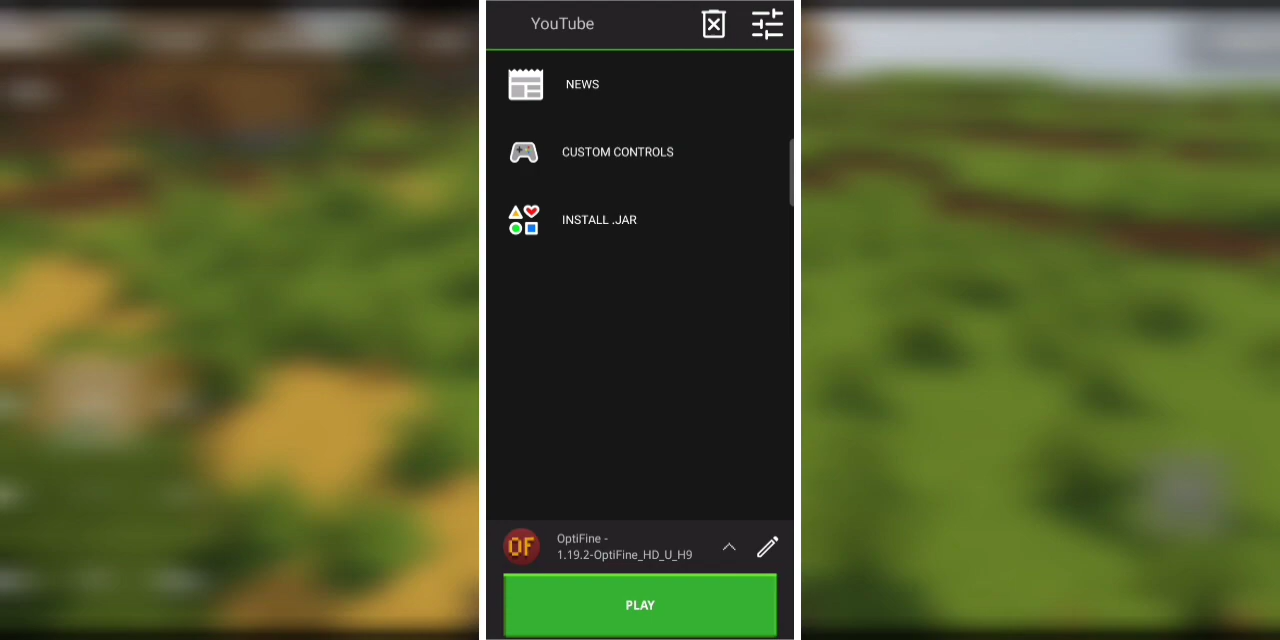 YouTube
NEWS
CUSTOM CONTROLS
INSTALL .JAR
OF
OptiFine -
1.19.2-OptiFine_HD_U_H9
PLAY